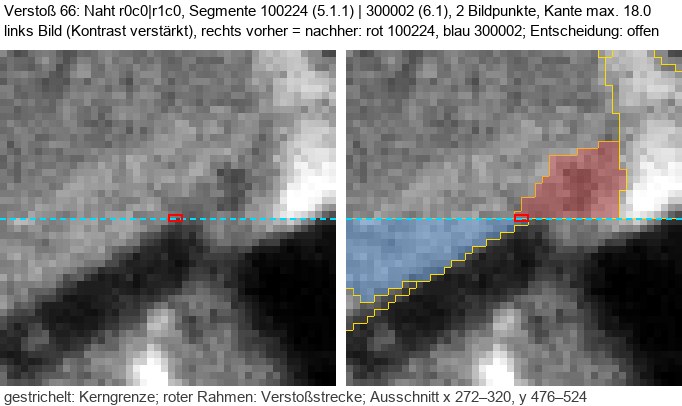 Verstoß 66: Naht r0c0|r1c0, Segmente 100224 (5.1.1) | 300002 (6.1), 2 Bildpunkte, Kante max. 18.0
links Bild (Kontrast verstärkt), rechts vorher = nachher: rot 100224, blau 300002; Entscheidung: offen
gestrichelt: Kerngrenze; roter Rahmen: Verstoßstrecke; Ausschnitt x 272–320, y 476–524